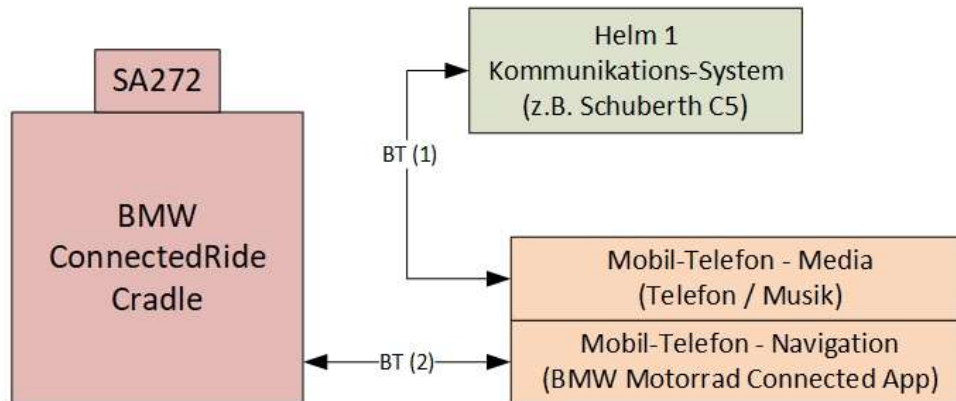 SA272
BMW
ConnectedRide
Cradle
Helm 1
Kommunikations-System
(z.B. Schuberth C5)
BT (1)
Mobil-Telefon - Media
(Telefon / Musik)
BT (2)
Mobil-Telefon - Navigation
(BMW Motorrad Connected App)